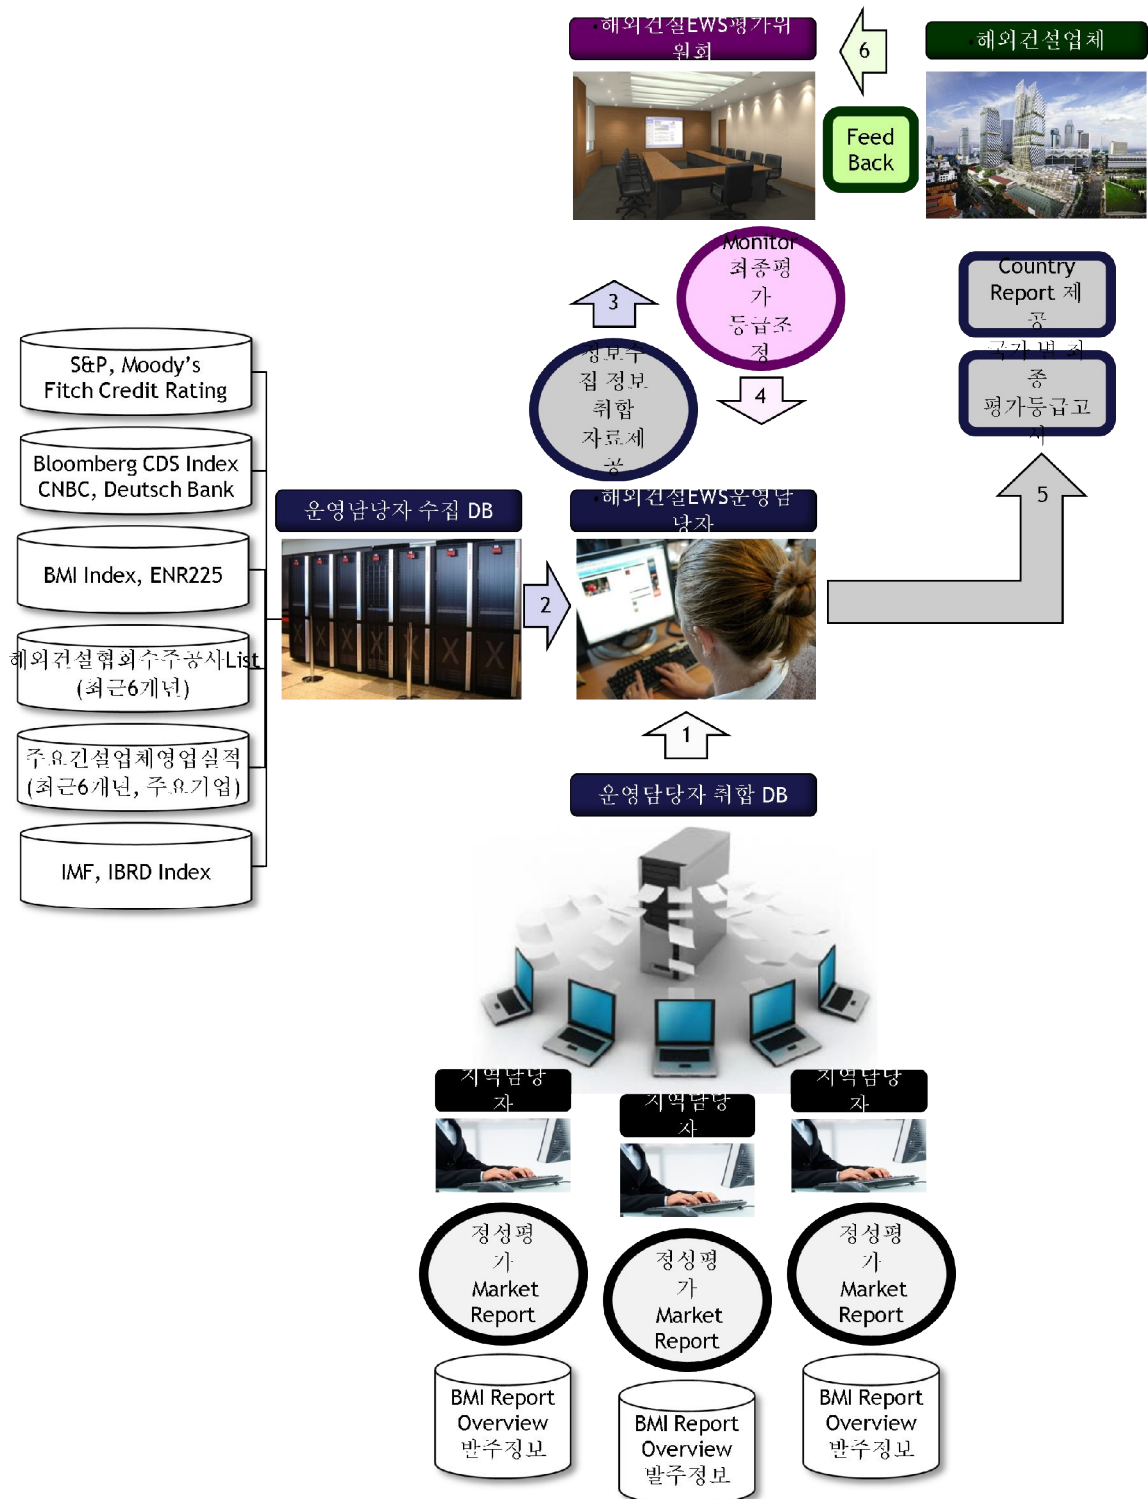 •해외건설EWS평가위
원회
6
•해외건설업체
Feed
Back
Monitor
최종평
가
등급조
정
3
정보수
집 정보
취합
자료제
공
4
Country
Report 제
공
국가 별 최
종
평가등급고
시
5
S&P, Moody's
Fitch Credit Rating
Bloomberg CDS Index
CNBC, Deutsch Bank
BMI Index, ENR225
해외건설협회수주공사List
(최근6개년)
주요건설업체영업실적
(최근6개년, 주요기업)
IMF, IBRD Index
운영담당자 수집 DB
2
•해외건설EWS운영담
당자
1
운영담당자 취합 DB
지역담당
자
지역담당
자
지역담당
자
정성평
가
Market
Report
정성평
가
Market
Report
정성평
가
Market
Report
BMI Report
Overview
발주정보
BMI Report
Overview
발주정보
BMI Report
Overview
발주정보